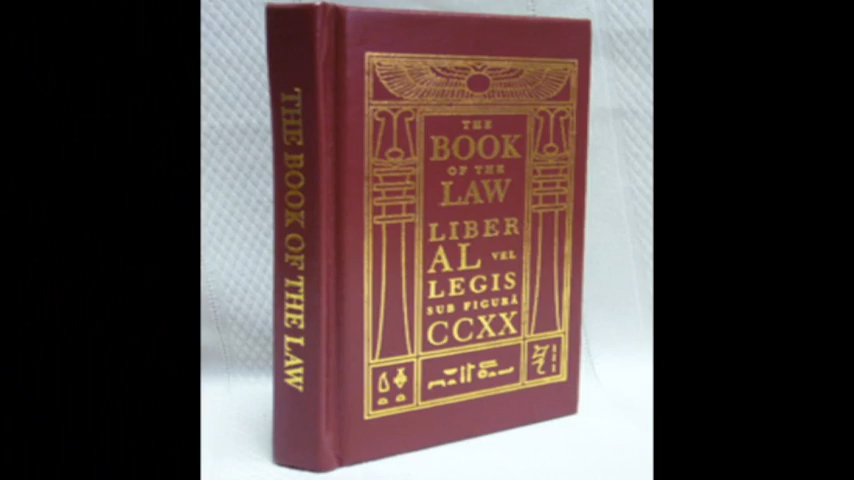 THE BOOK OF THE LAW
THE
BOOK
OF THE
LAW
LIBER
AL VEL
LEGIS
SUB FIGURÂ
CCXX